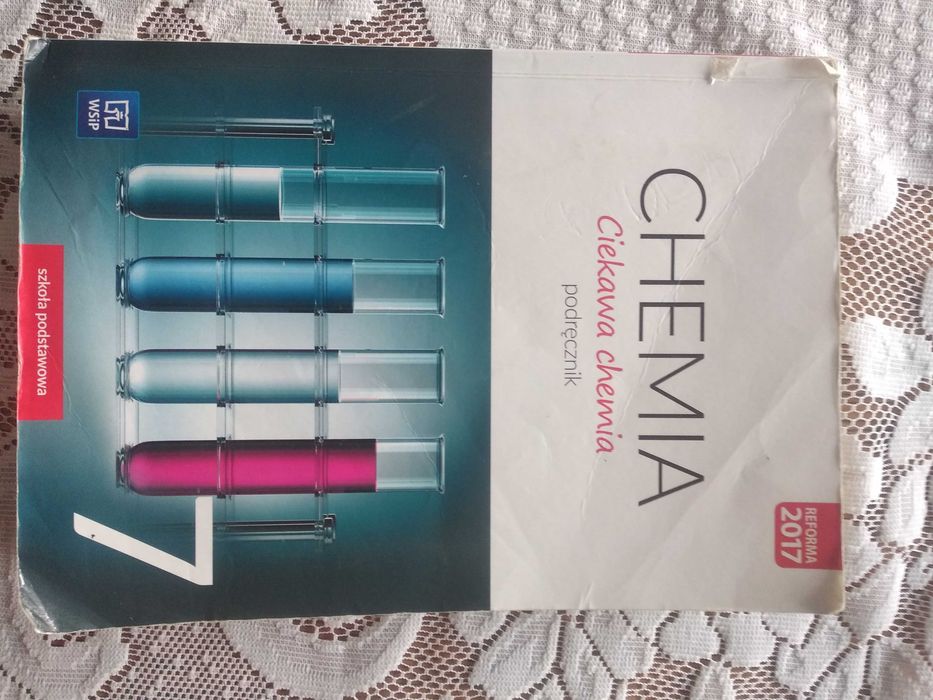 REFORMA
2017
CHEMIA
Ciekawa chemia
podręcznik
WSiP
7
szkoła podstawowa